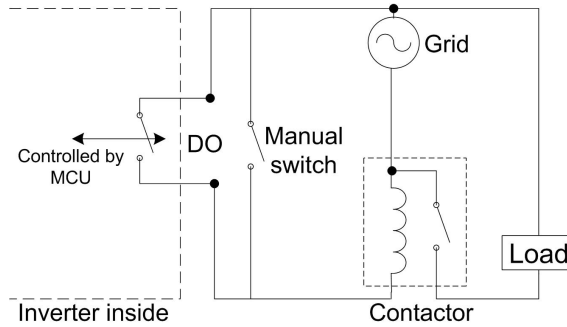 Grid
DO
Manual
switch
Controlled by
MCU
Load
Inverter inside
Contactor